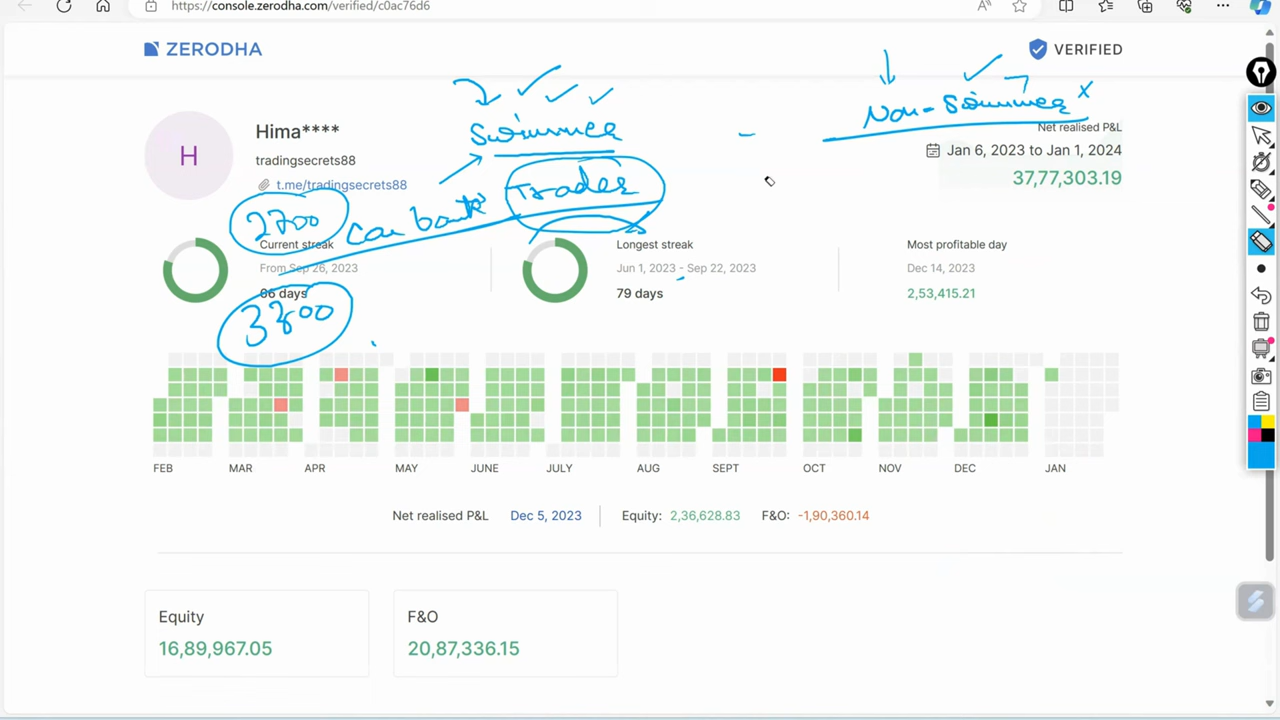 https://console.zerodha.com/verified/c0ac76d6
ZERODHA
VERIFIED
H
Hima****
tradingsecrets88
t.me/tradingsecrets88
Swimmer
-
Non-Swimmer x
Net realised P&L
Jan 6, 2023 to Jan 1, 2024
37,77,303.19
2700
Trader
Current streak
From Sep 26, 2023
66 days
3300
Longest streak
Jun 1, 2023 - Sep 22, 2023
79 days
Most profitable day
Dec 14, 2023
2,53,415.21
FEB MAR APR MAY JUNE JULY AUG SEPT OCT NOV DEC JAN
Net realised P&L Dec 5, 2023 Equity: 2,36,628.83 F&O: -1,90,360.14
Equity
16,89,967.05
F&O
20,87,336.15